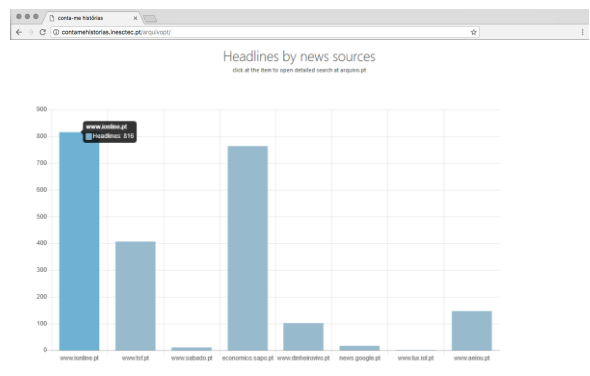 conta-me histórias ×
contamehistorias.inesctec.pt/arquivopt/
Headlines by news sources
click at the item to open detailed search at arquivo.pt
900
www.ionline.pt
Headlines: 816
800
700
600
500
400
300
200
100
0
www.ionline.pt www.tsf.pt www.sabado.pt economico.sapo.pt www.dinheirovivo.pt news.google.pt www.lux.iol.pt www.aeiou.pt